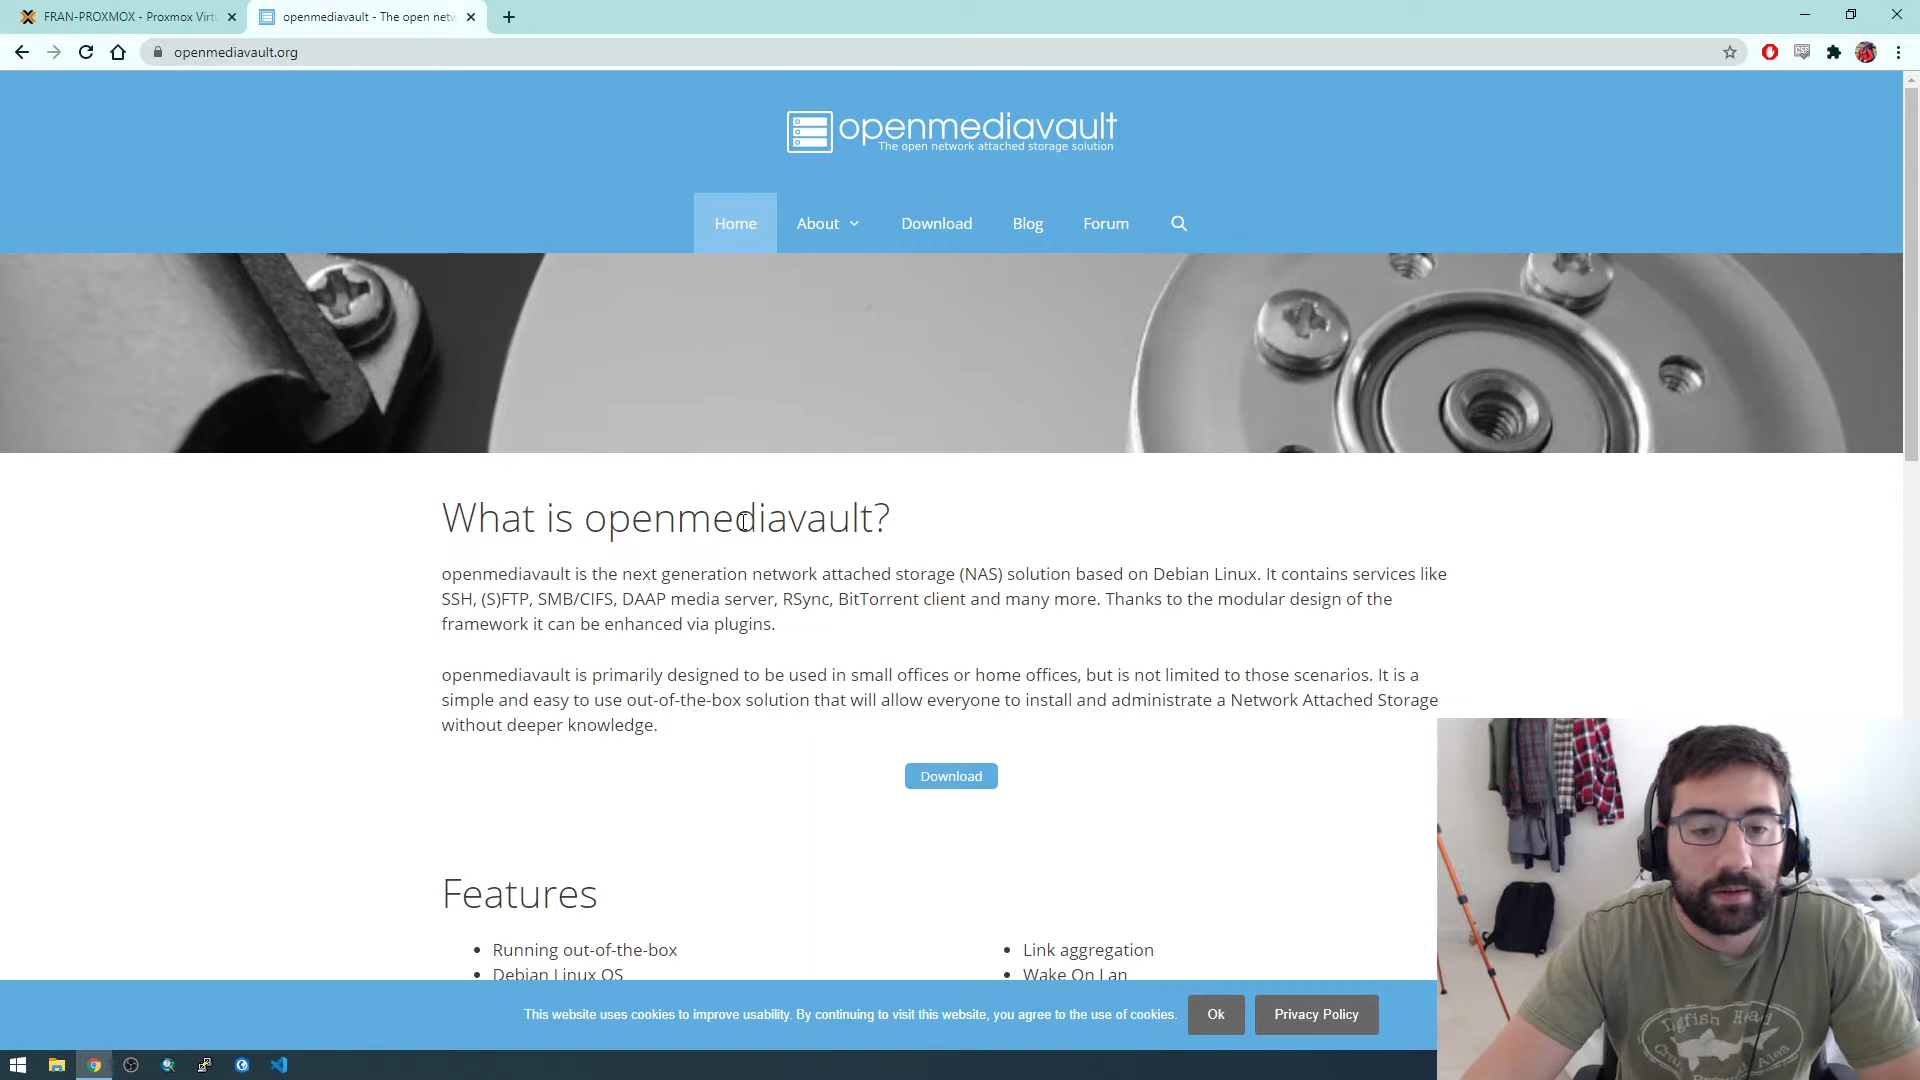 FRAN-PROXMOX - Proxmox Virtu
openmediavault - The open netw
openmediavault.org
CSS
openmediavault
The open network attached storage solution
Home
About
Download
Blog
Forum
What is openmediavault?
openmediavault is the next generation network attached storage (NAS) solution based on Debian Linux. It contains services like
SSH, (S)FTP, SMB/CIFS, DAAP media server, RSync, BitTorrent client and many more. Thanks to the modular design of the
framework it can be enhanced via plugins.
openmediavault is primarily designed to be used in small offices or home offices, but is not limited to those scenarios. It is a
simple and easy to use out-of-the-box solution that will allow everyone to install and administrate a Network Attached Storage
without deeper knowledge.
Download
Features
Running out-of-the-box
Link aggregation
Debian Linux OS
Wake On Lan
This website uses cookies to improve usability. By continuing to visit this website, you agree to the use of cookies.
Ok
Privacy Policy